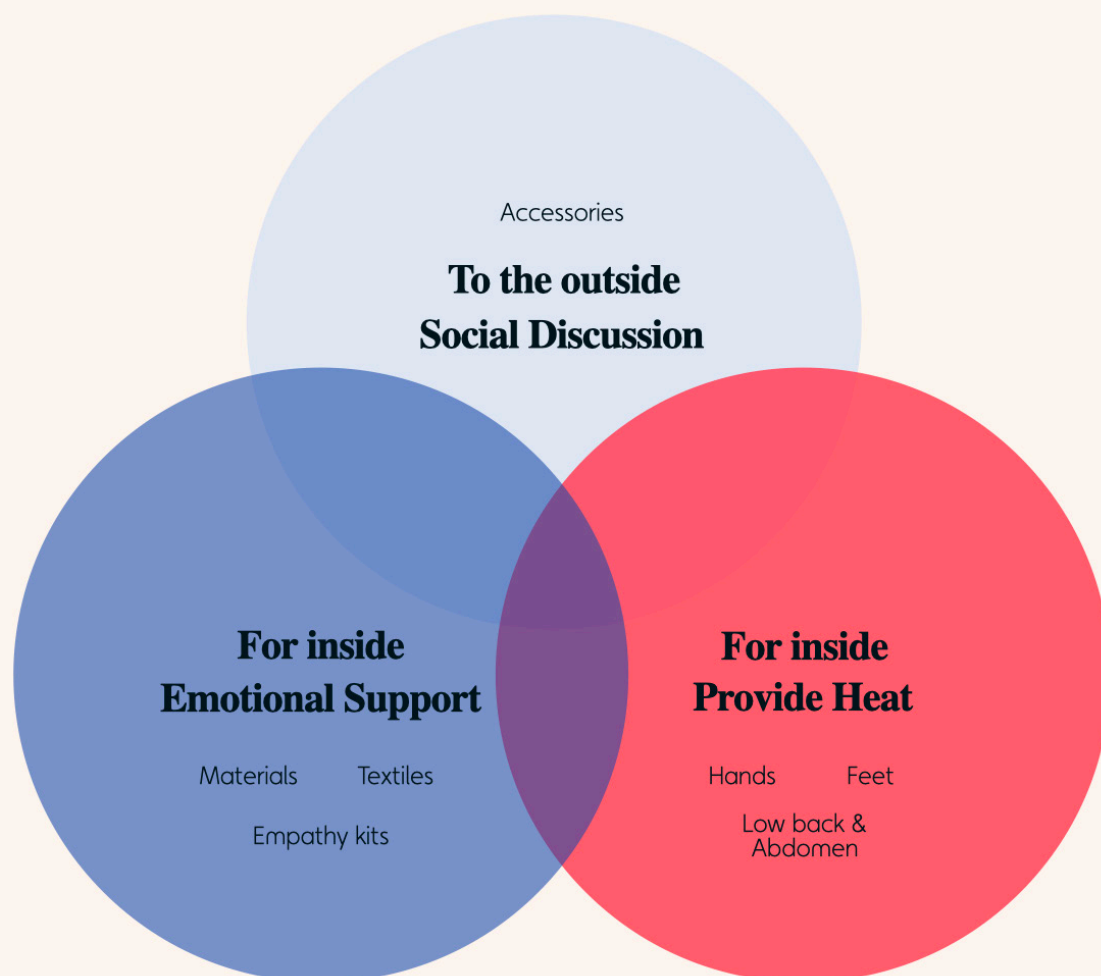 Accessories
To the outside
Social Discussion
For inside
Emotional Support
Materials
Textiles
Empathy kits
For inside
Provide Heat
Hands
Feet
Low back &
Abdomen